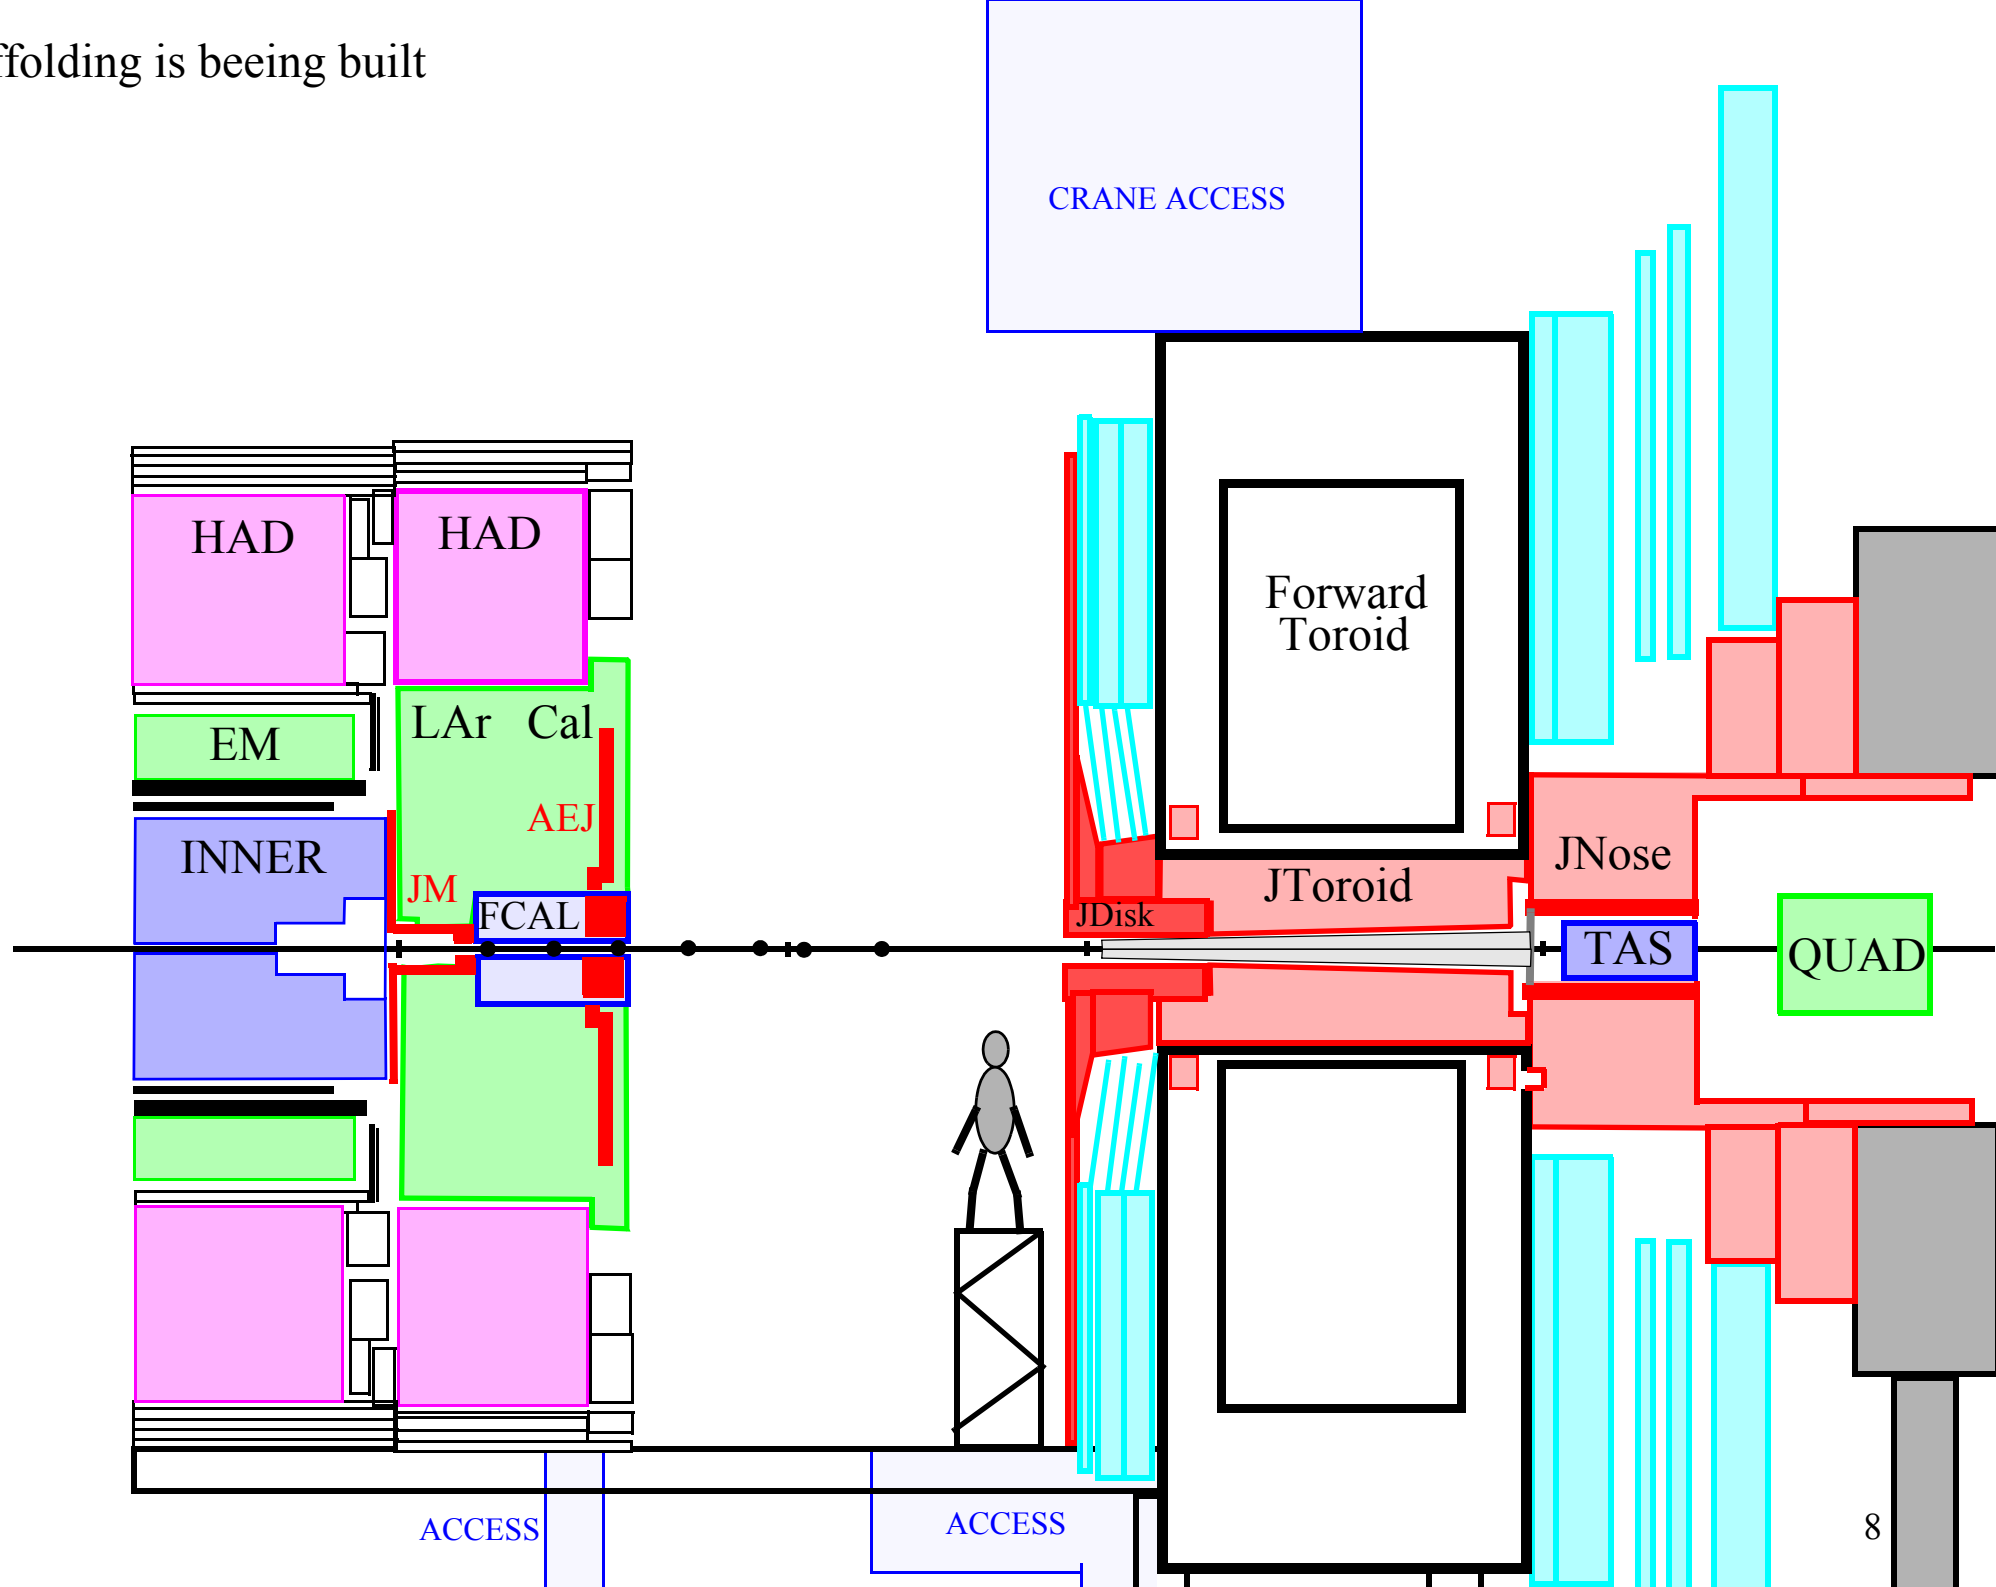 ffolding is beeing built
CRANE ACCESS
HAD
HAD
Forward
Toroid
LAr Cal
EM
AEJ
INNER
JM
FCAL
JDisk
JToroid
JNose
TAS
QUAD
ACCESS
ACCESS
8